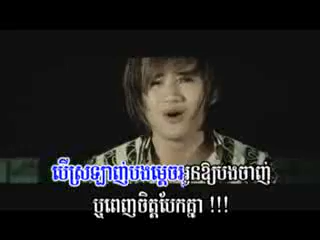 បើស្រឡាញ់បងម្ដេចអូនឱ្យបងចាញ់
ឬពេញចិត្តបែកគ្នា !!!